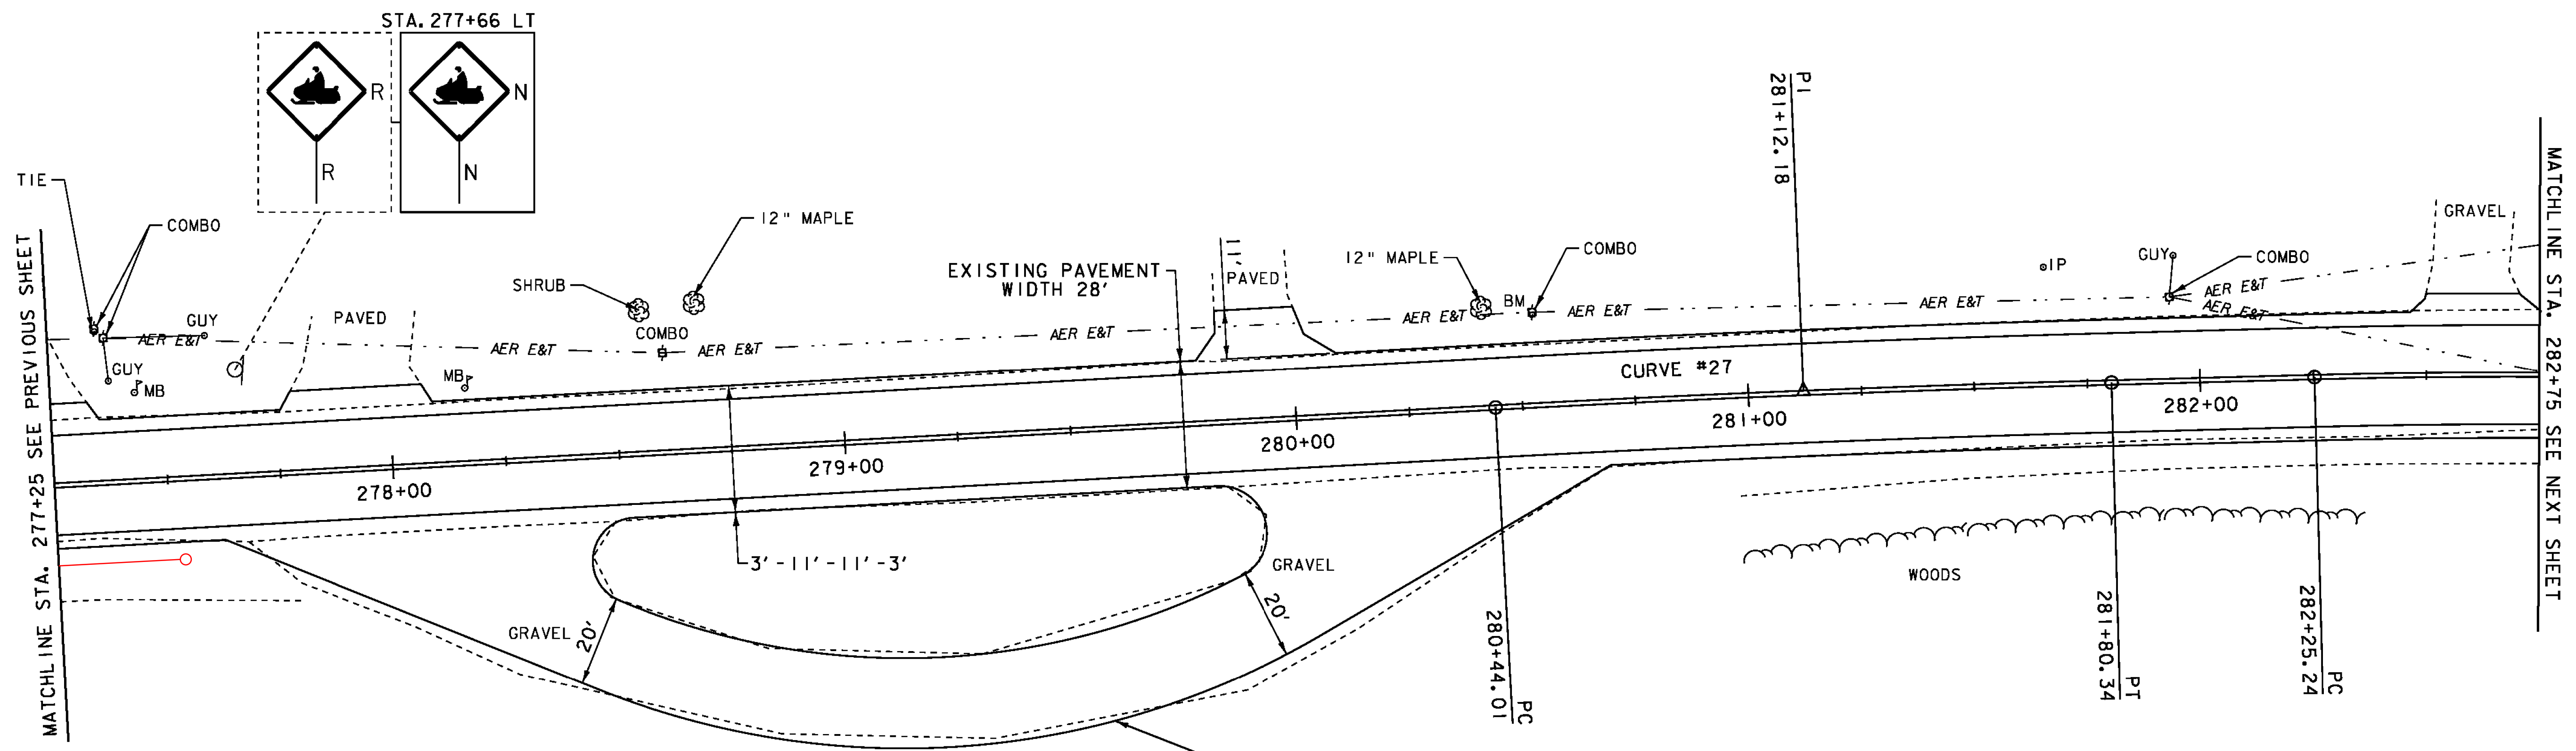 STA. 277+66 LT
R
N
R
N
TIE
COMBO
12" MAPLE
SHRUB
EXISTING PAVEMENT
WIDTH 28'
11'
PAVED
12" MAPLE
COMBO
BM
PI
281+12.18
IP
GUY
COMBO
GRAVEL
MATCHLINE STA. 277+25 SEE PREVIOUS SHEET
MATCHLINE STA. 282+75 SEE NEXT SHEET
AER E&T
GUY
PAVED
GUY
MB
AER E&T
COMBO
AER E&T
MB
AER E&T
AER E&T
AER E&T
AER E&T
AER E&T
AER E&T
CURVE #27
278+00
279+00
280+00
281+00
282+00
3'-11'-11'-3'
GRAVEL
20'
GRAVEL
20'
WOODS
280+44.01
PC
281+80.34
PT
282+25.24
PC